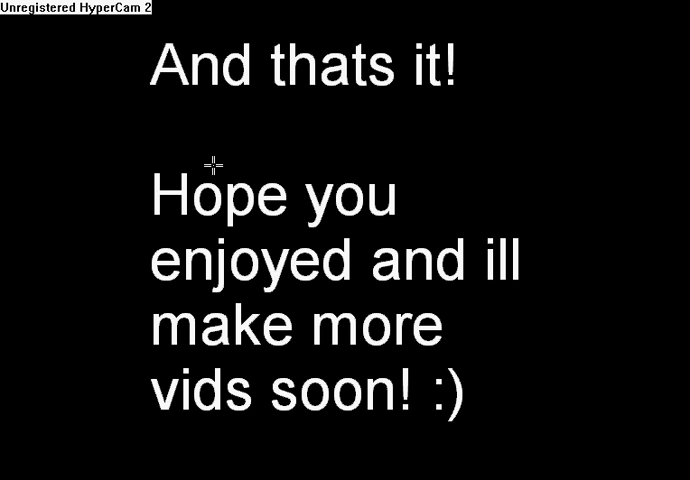 Unregistered HyperCam 2
And thats it!
Hope you
enjoyed and ill
make more
vids soon! :)